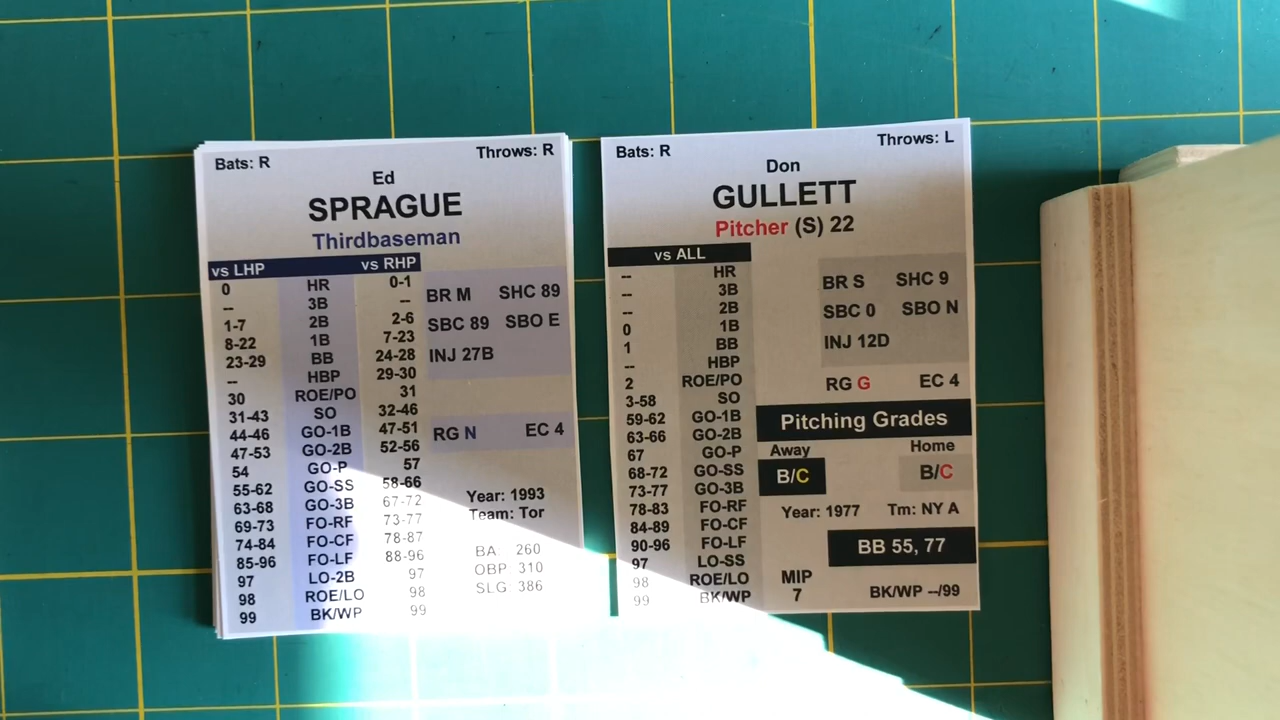 Bats: R Throws: R
Ed
SPRAGUE
Thirdbaseman
vs LHP vs RHP
0 HR 0-1
-- 3B --
1-7 2B 2-6
8-22 1B 7-23
23-29 BB 24-28
-- HBP 29-30
30 ROE/PO 31
31-43 SO 32-46
44-46 GO-1B 47-51
47-53 GO-2B 52-56
54 GO-P 57
55-62 GO-SS 58-66
63-68 GO-3B 67-72
69-73 FO-RF 73-77
74-84 FO-CF 78-87
85-96 FO-LF 88-96
97 LO-2B 97
98 ROE/LO 98
99 BK/WP 99
BR M SHC 89
SBC 89 SBO E
INJ 27B
RG N EC 4
Year: 1993
Team: Tor
BA: 260
OBP 310
SLG: 386
Bats: R Throws: L
Don
GULLETT
Pitcher (S) 22
vs ALL
-- HR
-- 3B
-- 2B
0 1B
1 BB
-- HBP
2 ROE/PO
3-58 SO
59-62 GO-1B
63-66 GO-2B
67 GO-P
68-72 GO-SS
73-77 GO-3B
78-83 FO-RF
84-89 FO-CF
90-96 FO-LF
97 LO-SS
98 ROE/LO
99 BK/WP
BR S SHC 9
SBC 0 SBO N
INJ 12D
RG G EC 4
Pitching Grades
Away Home
B/C B/C
Year: 1977 Tm: NY A
BB 55, 77
MIP
7
BK/WP --/99